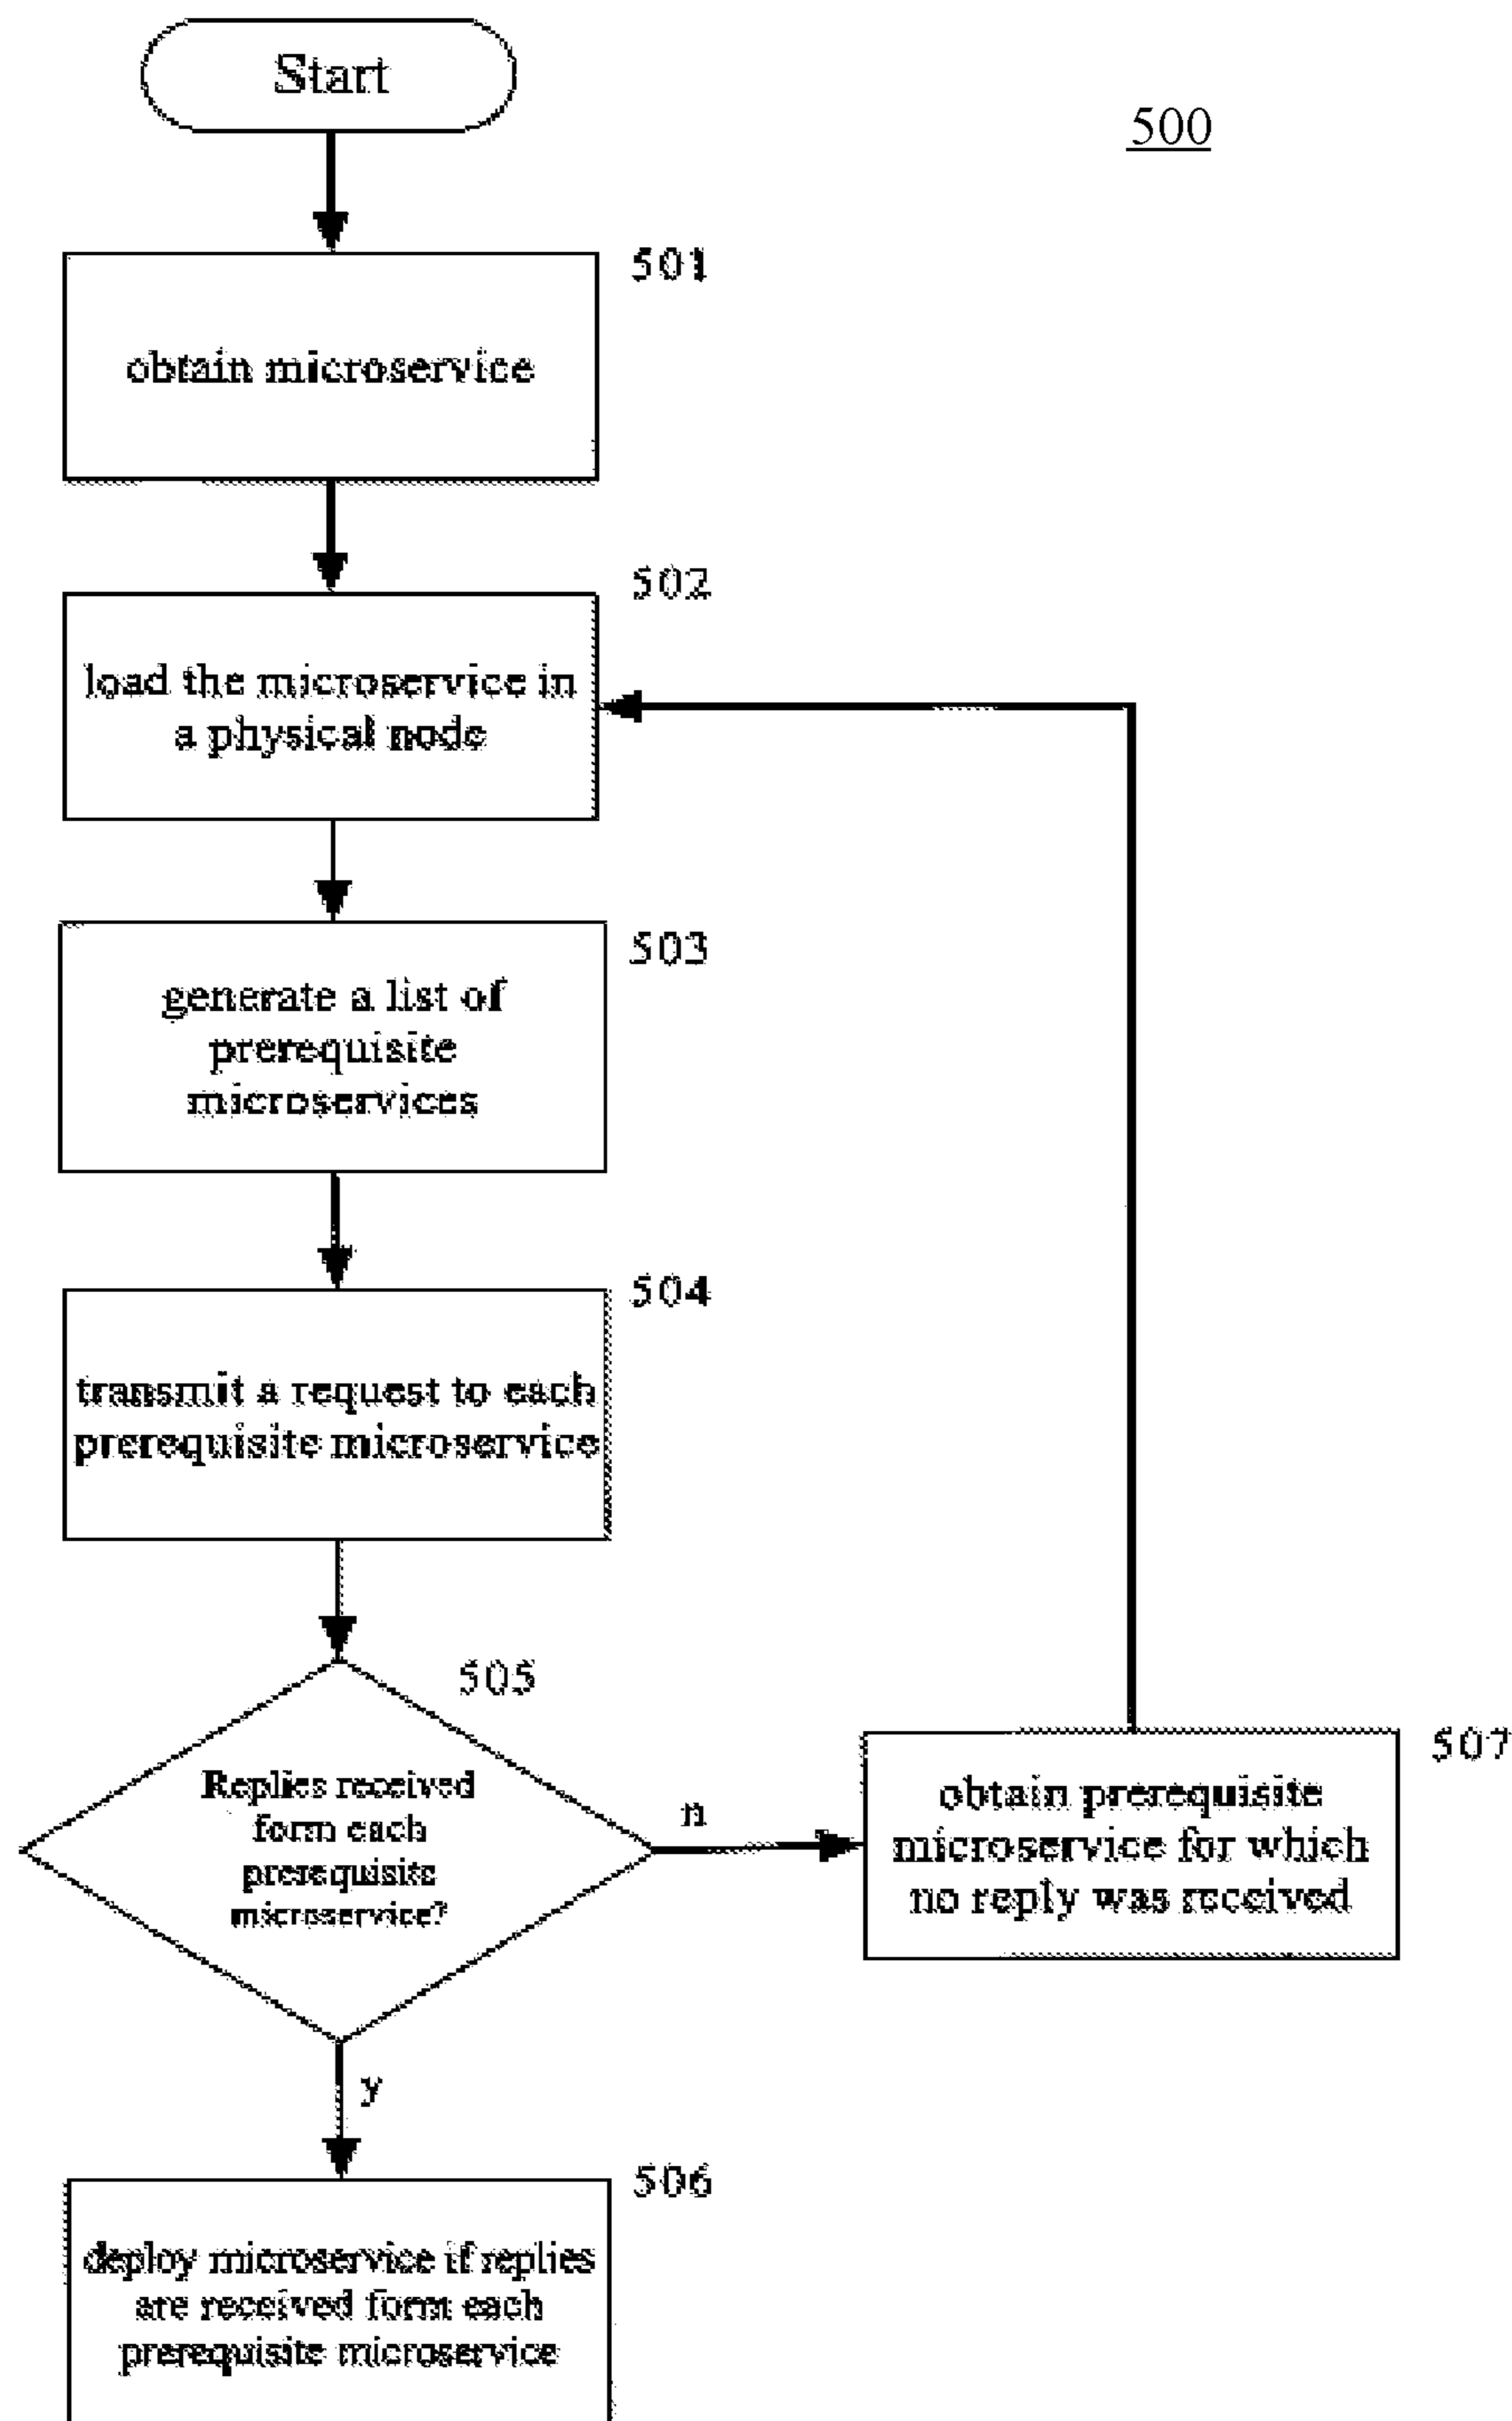 Start
500
501
obtain microservice
502
load the microservice in
a physical node
503
generate a list of
prerequisite
microservices
504
transmit a request to each
prerequisite microservice
505
Replies received
form each
prerequisite
microservice?
n
507
obtain prerequisite
microservice for which
no reply was received
y
506
deploy microservice if replies
are received form each
prerequisite microservice